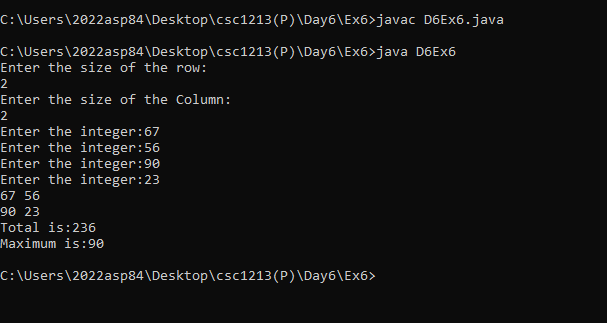 C:\Users\2022asp84\Desktop\csc1213(P)\Day6\Ex6>javac D6Ex6.java
C:\Users\2022asp84\Desktop\csc1213(P)\Day6\Ex6>java D6Ex6
Enter the size of the row:
2
Enter the size of the Column:
2
Enter the integer:67
Enter the integer:56
Enter the integer:90
Enter the integer:23
67 56
90 23
Total is:236
Maximum is:90
C:\Users\2022asp84\Desktop\csc1213(P)\Day6\Ex6>